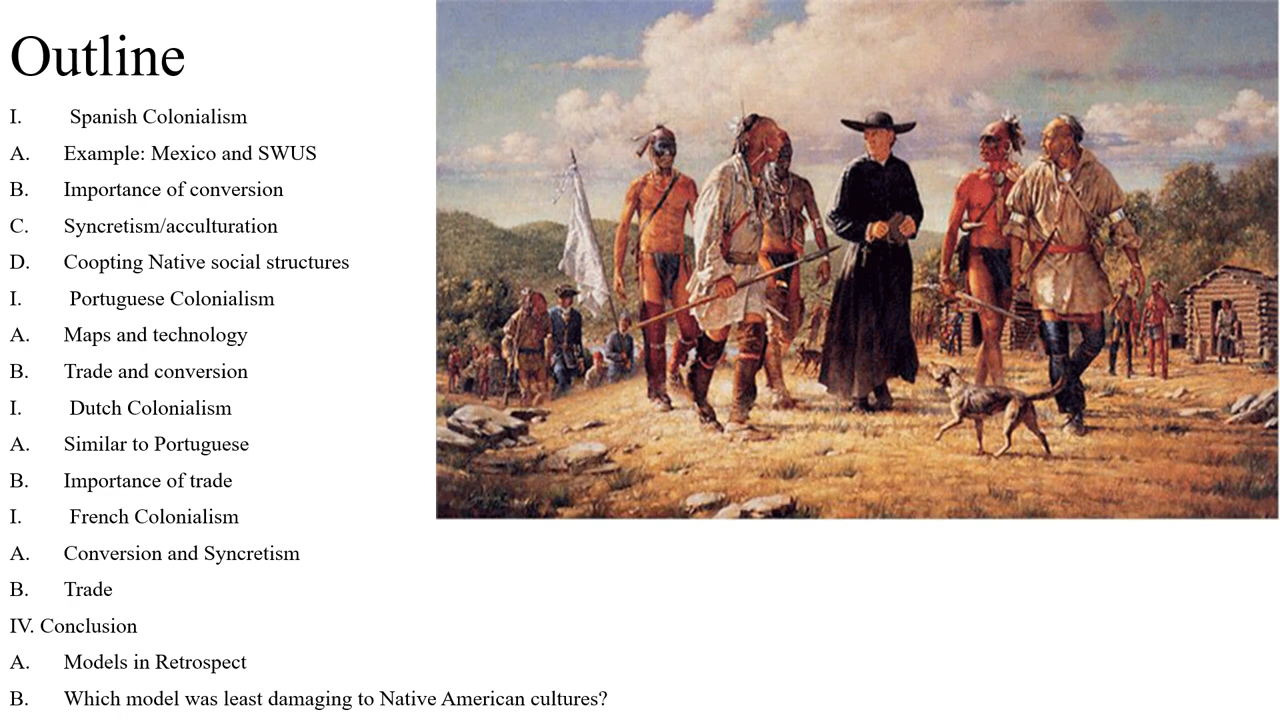 Outline
I. Spanish Colonialism
A. Example: Mexico and SWUS
B. Importance of conversion
C. Syncretism/acculturation
D. Coopting Native social structures
I. Portuguese Colonialism
A. Maps and technology
B. Trade and conversion
I. Dutch Colonialism
A. Similar to Portuguese
B. Importance of trade
I. French Colonialism
A. Conversion and Syncretism
B. Trade
IV. Conclusion
A. Models in Retrospect
B. Which model was least damaging to Native American cultures?